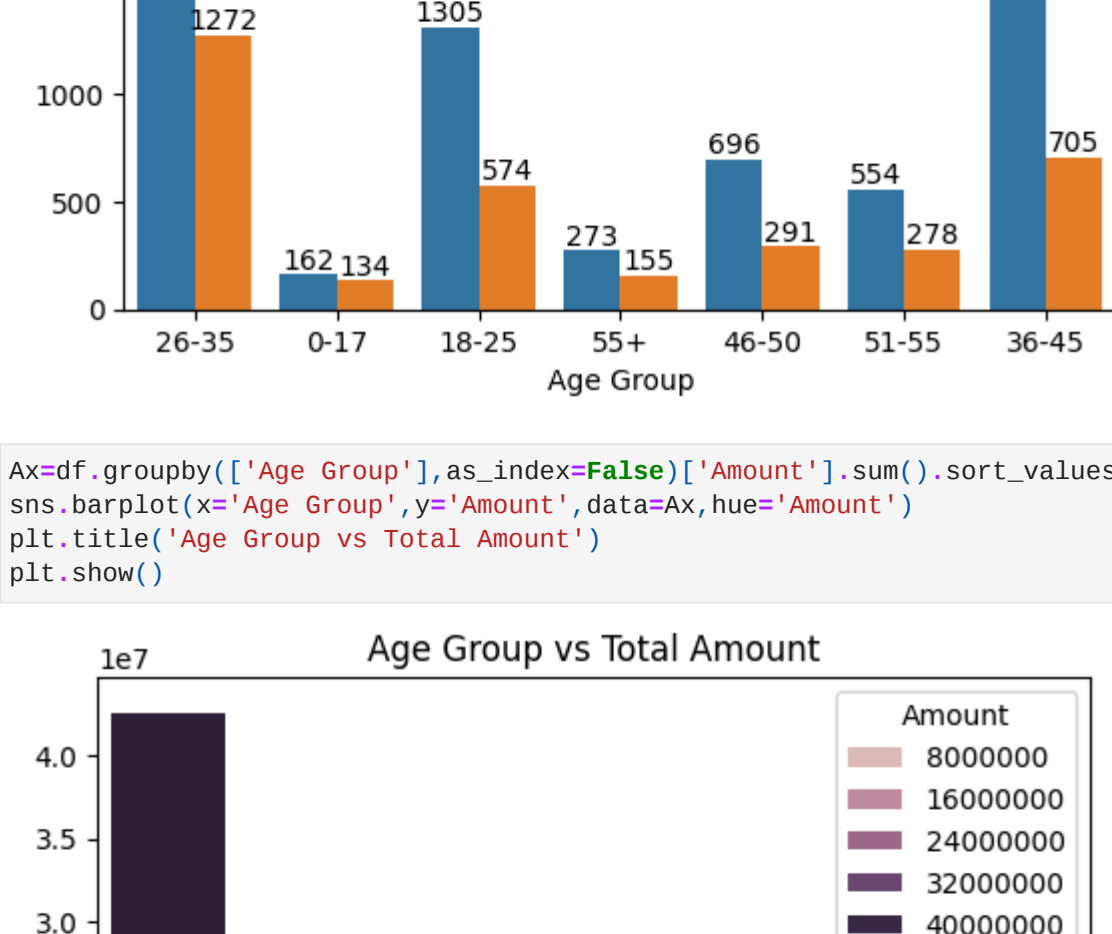 1272
1305
1000
696
705
574
554
500
291
278
273
162
134
155
0
26-35 0-17 18-25 55+ 46-50 51-55 36-45
Age Group
Ax=df.groupby(['Age Group'],as_index=False)['Amount'].sum().sort_values
sns.barplot(x='Age Group',y='Amount',data=Ax,hue='Amount')
plt.title('Age Group vs Total Amount')
plt.show()
Age Group vs Total Amount
1e7
Amount
4.0
8000000
16000000
3.5
24000000
32000000
3.0
40000000